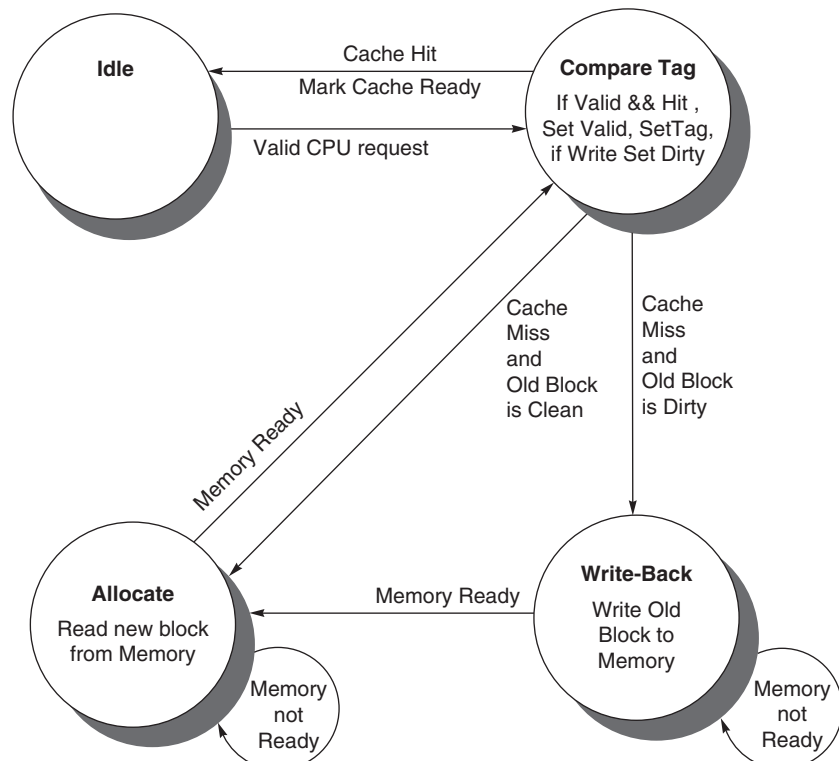 Idle
Cache Hit
Mark Cache Ready
Valid CPU request
Compare Tag
If Valid && Hit ,
Set Valid, SetTag,
if Write Set Dirty
Cache
Miss
and
Old Block
is Clean
Cache
Miss
and
Old Block
is Dirty
Memory Ready
Allocate
Read new block
from Memory
Memory
not
Ready
Memory Ready
Write-Back
Write Old
Block to
Memory
Memory
not
Ready